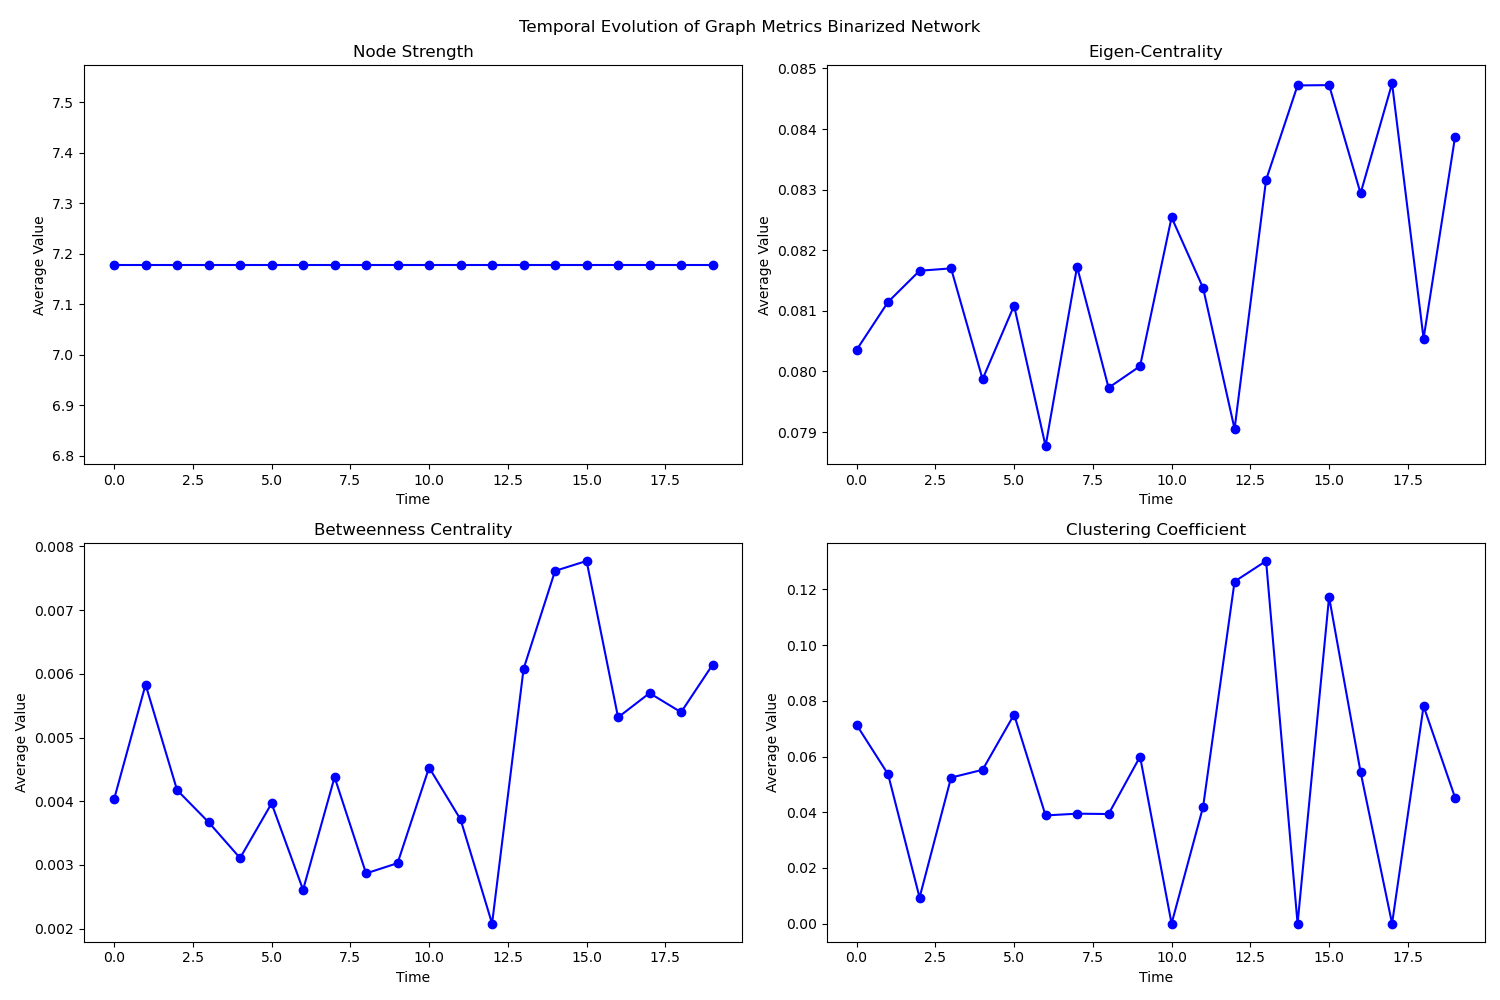 Temporal Evolution of Graph Metrics Binarized Network
Node Strength
7.5
7.4
7.3
7.2
7.1
7.0
6.9
6.8
Average Value
0.0 2.5 5.0 7.5 10.0 12.5 15.0 17.5
Time
Eigen-Centrality
0.085
0.084
0.083
0.082
0.081
0.080
0.079
Average Value
0.0 2.5 5.0 7.5 10.0 12.5 15.0 17.5
Time
Betweenness Centrality
0.008
0.007
0.006
0.005
0.004
0.003
0.002
Average Value
0.0 2.5 5.0 7.5 10.0 12.5 15.0 17.5
Time
Clustering Coefficient
0.12
0.10
0.08
0.06
0.04
0.02
0.00
Average Value
0.0 2.5 5.0 7.5 10.0 12.5 15.0 17.5
Time